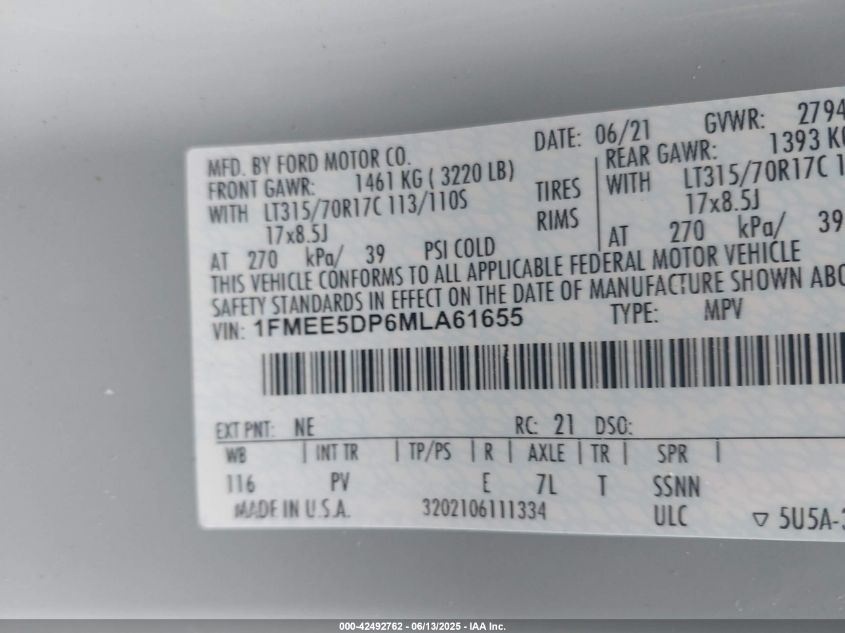 DATE: 06/21 GVWR: 2794
MFD. BY FORD MOTOR CO.
FRONT GAWR: 1461 KG ( 3220 LB) REAR GAWR: 1393 KG
WITH LT315/70R17C 113/110S TIRES WITH LT315/70R17C 1
17x8.5J RIMS 17x8.5J
AT 270 kPa/ 39 PSI COLD AT 270 kPa/ 39
THIS VEHICLE CONFORMS TO ALL APPLICABLE FEDERAL MOTOR VEHICLE
SAFETY STANDARDS IN EFFECT ON THE DATE OF MANUFACTURE SHOWN ABO
VIN: 1FMEE5DP6MLA61655 TYPE: MPV
EXT PNT: NE RC: 21 DSO:
WB | INT TR | TP/PS | R | AXLE | TR | SPR |
116 PV E 7L T SSNN
MADE IN U.S.A. 3202106111334 ULC ▽ 5U5A-3
000-42492762 - 06/13/2025 - IAA Inc.